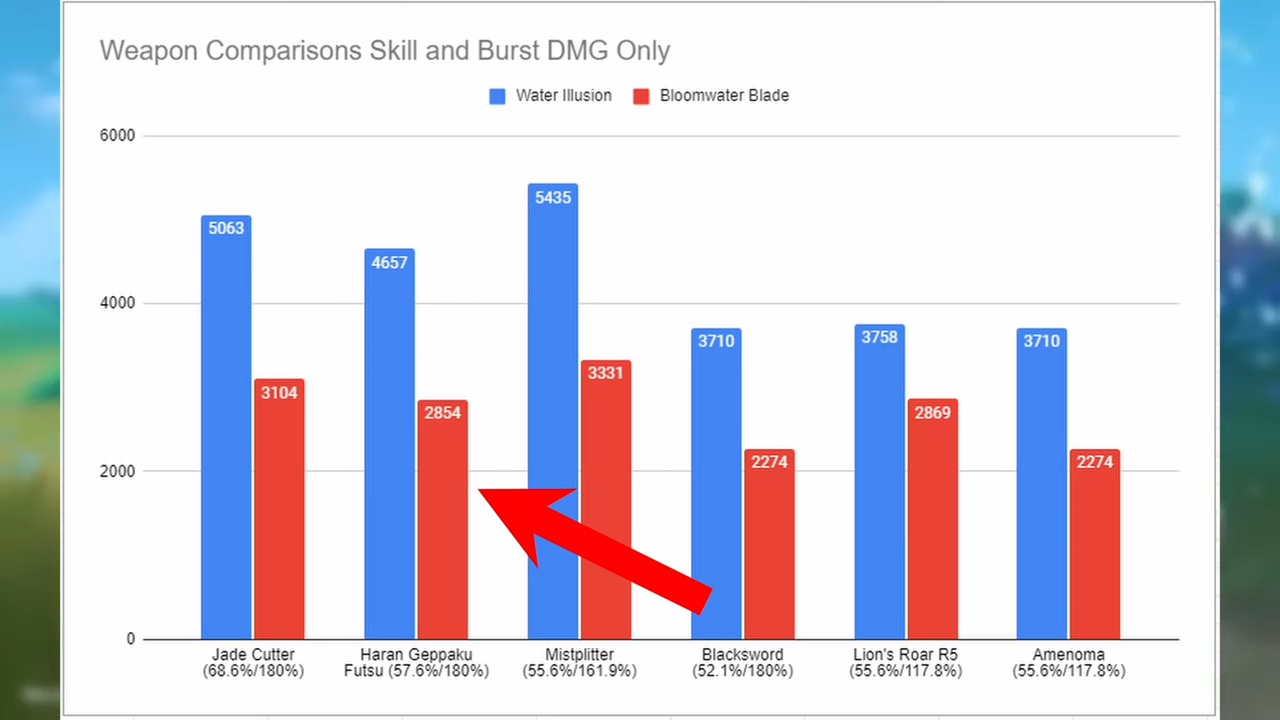 Weapon Comparisons Skill and Burst DMG Only
Water Illusion Bloomwater Blade
6000
4000
2000
0
5063
3104
4657
2854
5435
3331
3710
2274
3758
2869
3710
2274
Jade Cutter
(68.6%/180%)
Haran Geppaku
Futsu (57.6%/180%)
Mistplitter
(55.6%/161.9%)
Blacksword
(52.1%/180%)
Lion's Roar R5
(55.6%/117.8%)
Amenoma
(55.6%/117.8%)